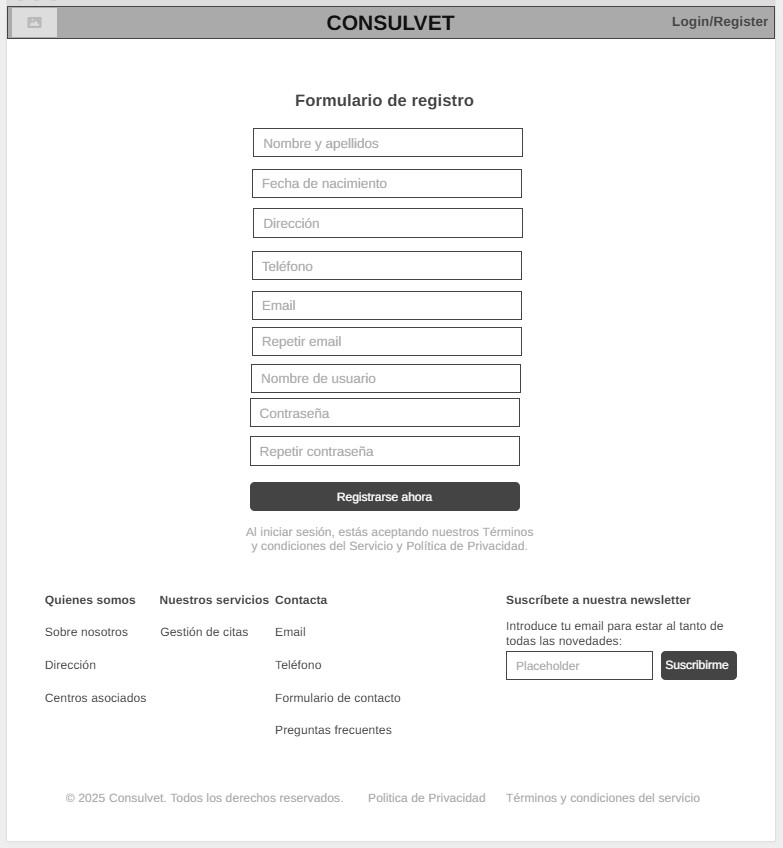 CONSULVET
Login/Register
Formulario de registro
Nombre y apellidos
Fecha de nacimiento
Dirección
Teléfono
Email
Repetir email
Nombre de usuario
Contraseña
Repetir contraseña
Registrarse ahora
Al iniciar sesión, estás aceptando nuestros Términos
y condiciones del Servicio y Política de Privacidad.
Quienes somos
Sobre nosotros
Dirección
Centros asociados
Nuestros servicios
Gestión de citas
Contacta
Email
Teléfono
Formulario de contacto
Preguntas frecuentes
Suscríbete a nuestra newsletter
Introduce tu email para estar al tanto de
todas las novedades:
Placeholder
Suscribirme
© 2025 Consulvet. Todos los derechos reservados.
Politica de Privacidad
Términos y condiciones del servicio